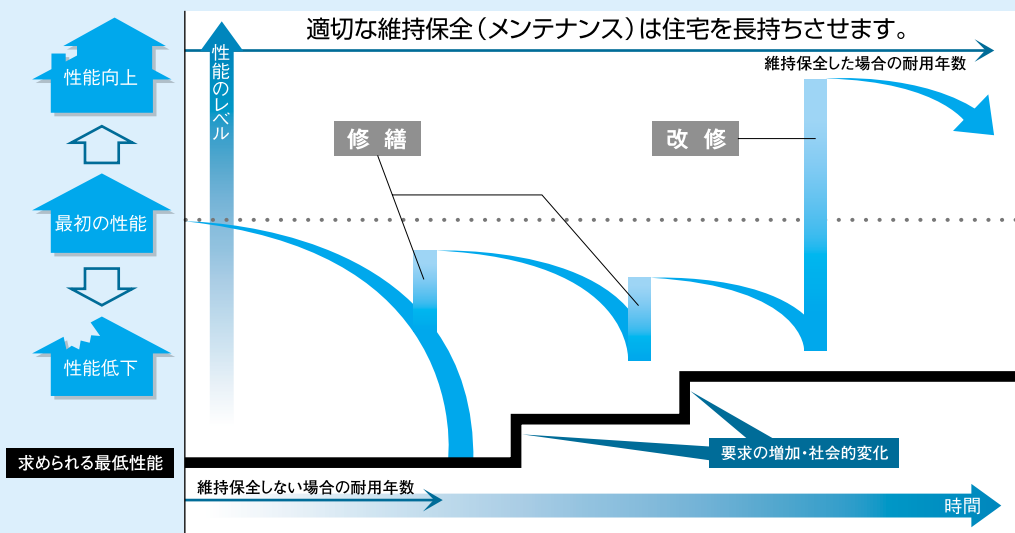 適切な維持保全（メンテナンス）は住宅を長持ちさせます。
維持保全した場合の耐用年数
性能のレベル
性能向上
修 繕
改 修
最初の性能
性能低下
求められる最低性能
要求の増加・社会的変化
維持保全しない場合の耐用年数
時間